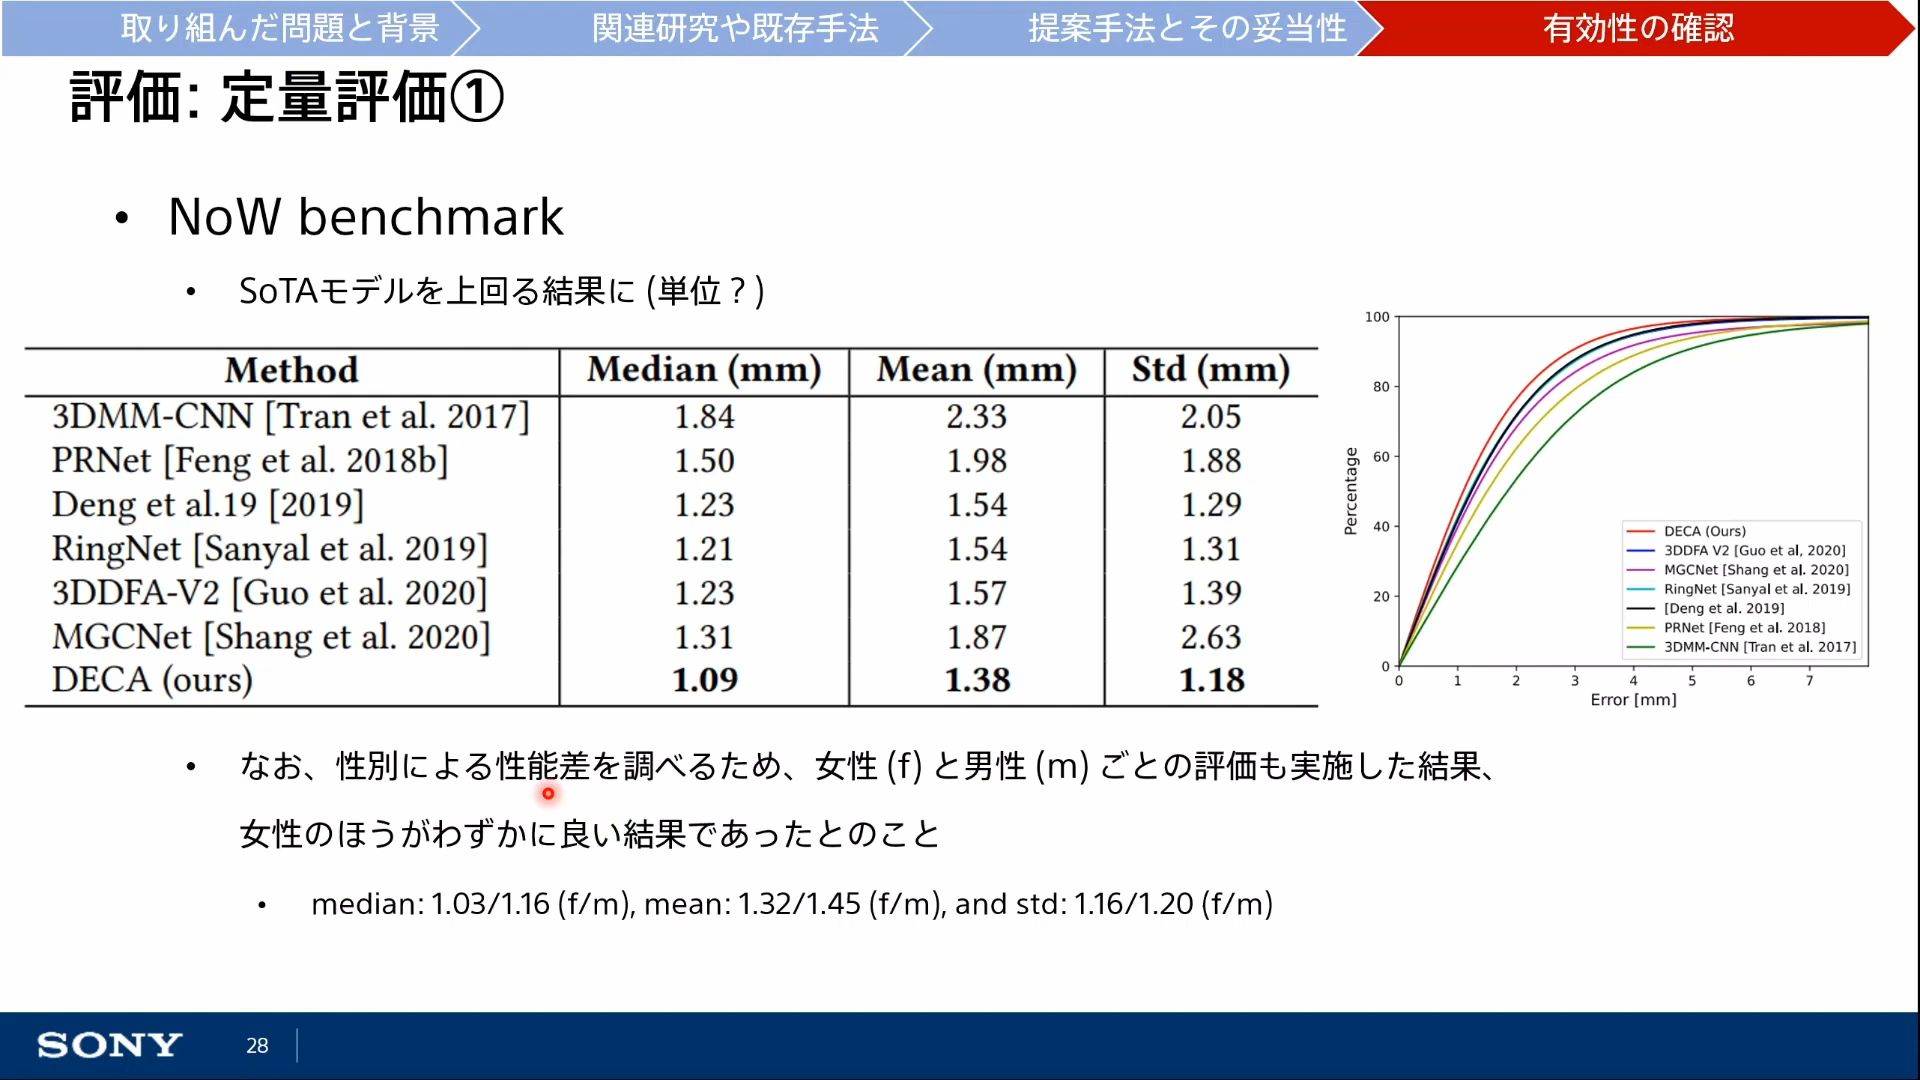 取り組んだ問題と背景
関連研究や既存手法
提案手法とその妥当性
有効性の確認
評価: 定量評価①
• NoW benchmark
• SoTAモデルを上回る結果に (単位？)
Method Median (mm) Mean (mm) Std (mm)
3DMM-CNN [Tran et al. 2017] 1.84 2.33 2.05
PRNet [Feng et al. 2018b] 1.50 1.98 1.88
Deng et al.19 [2019] 1.23 1.54 1.29
RingNet [Sanyal et al. 2019] 1.21 1.54 1.31
3DDFA-V2 [Guo et al. 2020] 1.23 1.57 1.39
MGCNet [Shang et al. 2020] 1.31 1.87 2.63
DECA (ours) 1.09 1.38 1.18
100
80
60
40
20
0
Percentage
DECA (Ours)
3DDFA V2 [Guo et al, 2020]
MGCNet [Shang et al. 2020]
RingNet [Sanyal et al. 2019]
[Deng et al. 2019]
PRNet [Feng et al. 2018]
3DMM-CNN [Tran et al. 2017]
0 1 2 3 4 5 6 7
Error [mm]
• なお、性別による性能差を調べるため、女性 (f) と男性 (m) ごとの評価も実施した結果、
女性のほうがわずかに良い結果であったとのこと
• median: 1.03/1.16 (f/m), mean: 1.32/1.45 (f/m), and std: 1.16/1.20 (f/m)
SONY 28